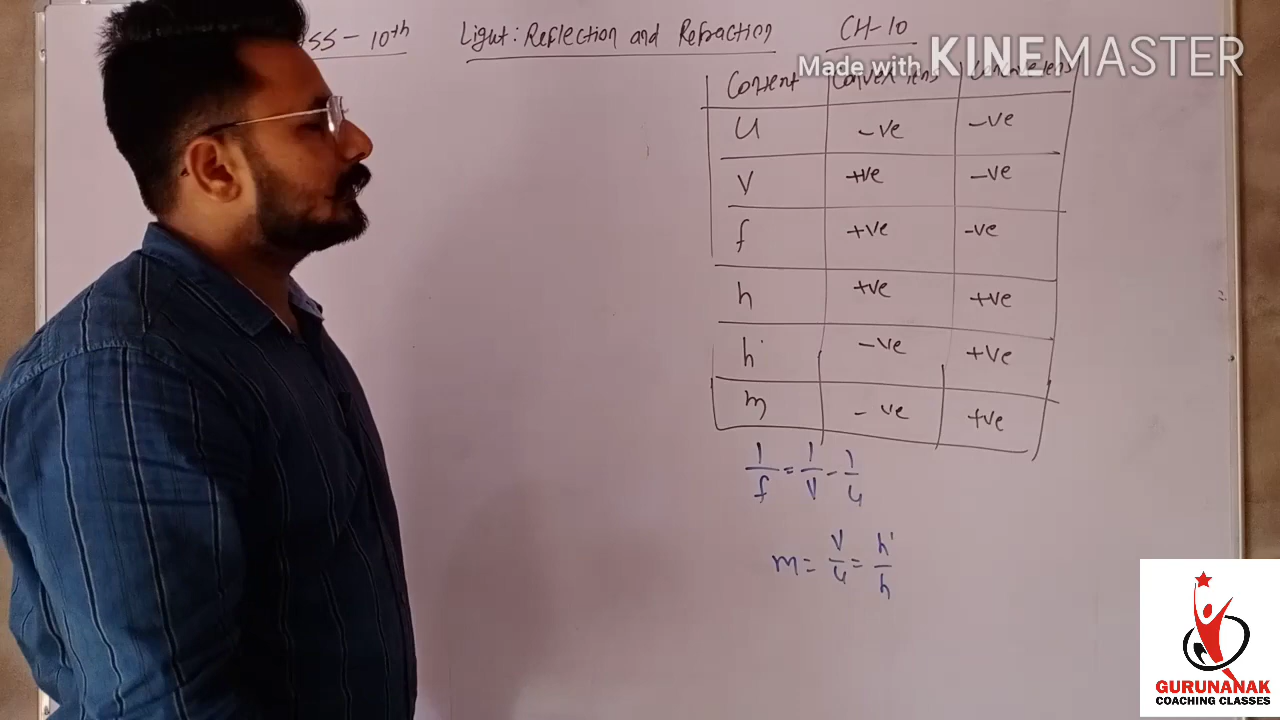 SS - 10th Light: Reflection and Refraction CH-10
Made with KINEMASTER
Content Convex lens Concave lens
u -ve -ve
v +ve -ve
f +ve -ve
h +ve +ve
h' -ve +ve
m -ve +ve
1/f = 1/v - 1/u
m = v/u = h'/h
GURUNANAK
COACHING CLASSES